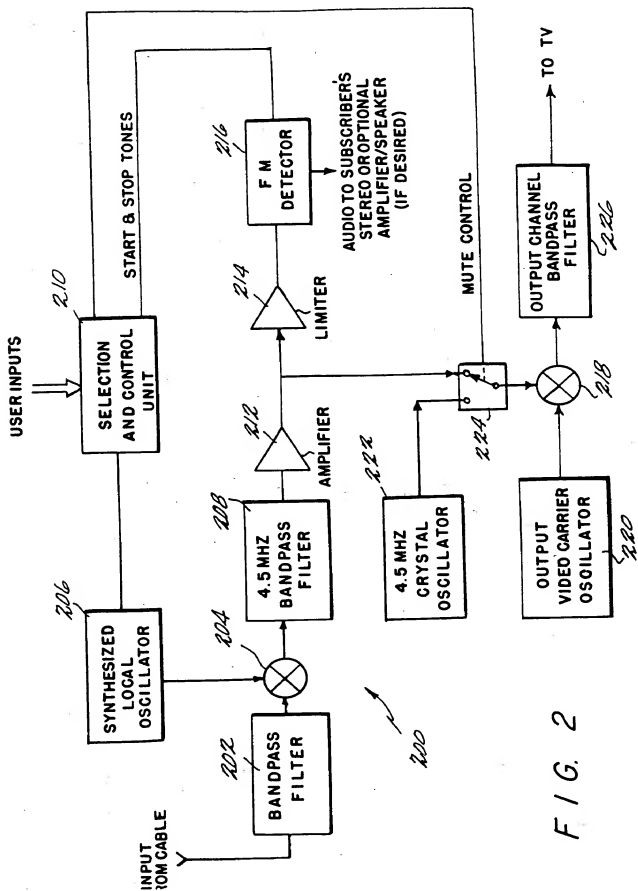 USER INPUTS
210
SELECTION
AND CONTROL
UNIT
START & STOP TONES
206
SYNTHESIZED
LOCAL
OSCILLATOR
216
FM
DETECTOR
AUDIO TO SUBSCRIBER'S
STEREO OR OPTIONAL
AMPLIFIER/SPEAKER
(IF DESIRED)
214
LIMITER
212
AMPLIFIER
208
4.5 MHZ
BANDPASS
FILTER
204
202
BANDPASS
FILTER
INPUT
ROM CABLE
MUTE CONTROL
222
4.5 MHZ
CRYSTAL
OSCILLATOR
224
TO TV
OUTPUT CHANNEL
BANDPASS
FILTER
226
218
OUTPUT
VIDEO CARRIER
OSCILLATOR
220
200
FIG. 2